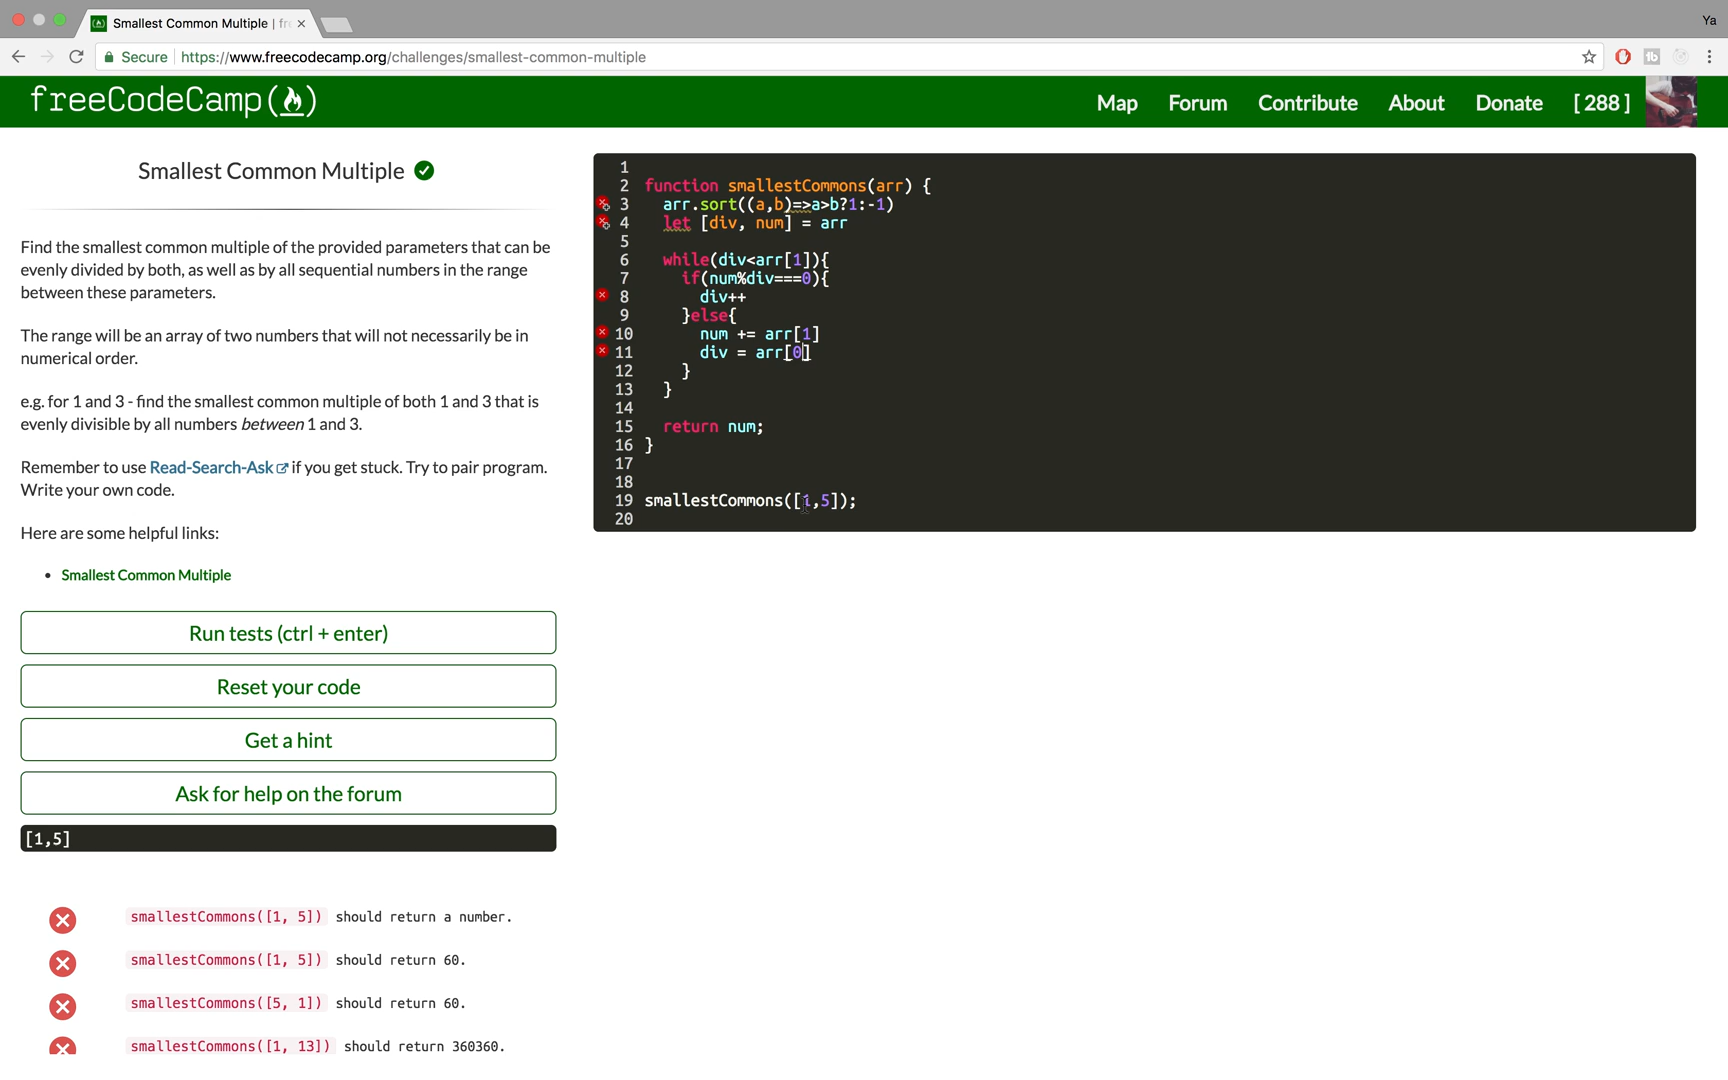 Smallest Common Multiple | fr
Ya
Secure
https://www.freecodecamp.org/challenges/smallest-common-multiple
freeCodeCamp
Map
Forum
Contribute
About
Donate
[ 288 ]
Smallest Common Multiple
Find the smallest common multiple of the provided parameters that can be
evenly divided by both, as well as by all sequential numbers in the range
between these parameters.
The range will be an array of two numbers that will not necessarily be in
numerical order.
e.g. for 1 and 3 - find the smallest common multiple of both 1 and 3 that is
evenly divisible by all numbers between 1 and 3.
Remember to use Read-Search-Ask if you get stuck. Try to pair program.
Write your own code.
Here are some helpful links:
• Smallest Common Multiple
Run tests (ctrl + enter)
Reset your code
Get a hint
Ask for help on the forum
[1,5]
smallestCommons([1, 5]) should return a number.
smallestCommons([1, 5]) should return 60.
smallestCommons([5, 1]) should return 60.
smallestCommons([1, 13]) should return 360360.
1
2 function smallestCommons(arr) {
3 arr.sort((a,b)=>a>b?1:-1)
4 let [div, num] = arr
5
6 while(div<arr[1]){
7 if(num%div===0){
8 div++
9 }else{
10 num += arr[1]
11 div = arr[0]
12 }
13 }
14
15 return num;
16 }
17
18
19 smallestCommons([1,5]);
20